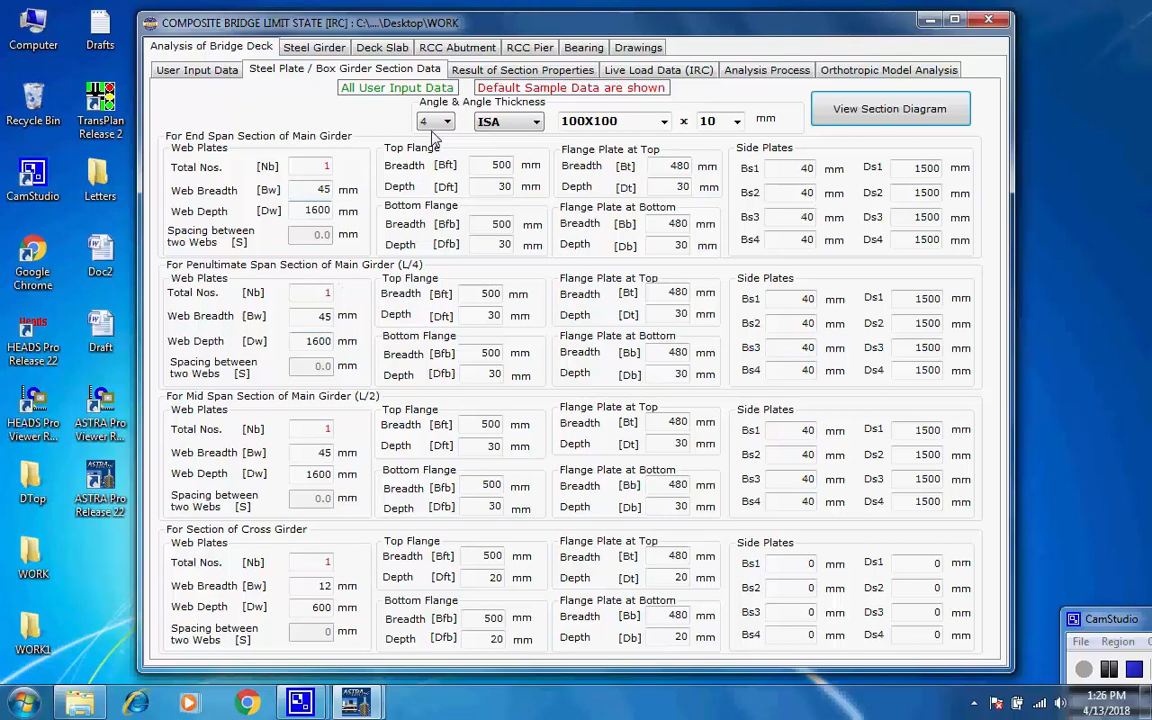 COMPOSITE BRIDGE LIMIT STATE [IRC] : C:\....\Desktop\WORK
Analysis of Bridge Deck Steel Girder Deck Slab RCC Abutment RCC Pier Bearing Drawings
User Input Data Steel Plate / Box Girder Section Data Result of Section Properties Live Load Data (IRC) Analysis Process Orthotropic Model Analysis
All User Input Data Default Sample Data are shown
Angle & Angle Thickness
4 ISA 100X100 x 10 mm
View Section Diagram
For End Span Section of Main Girder
Web Plates
Total Nos. [Nb] 1
Web Breadth [Bw] 45 mm
Web Depth [Dw] 1600 mm
Spacing between two Webs [S] 0.0 mm
Top Flange
Breadth [Bft] 500 mm
Depth [Dft] 30 mm
Bottom Flange
Breadth [Bfb] 500 mm
Depth [Dfb] 30 mm
Flange Plate at Top
Breadth [Bt] 480 mm
Depth [Dt] 30 mm
Flange Plate at Bottom
Breadth [Bb] 480 mm
Depth [Db] 30 mm
Side Plates
Bs1 40 mm Ds1 1500 mm
Bs2 40 mm Ds2 1500 mm
Bs3 40 mm Ds3 1500 mm
Bs4 40 mm Ds4 1500 mm
For Penultimate Span Section of Main Girder (L/4)
Web Plates
Total Nos. [Nb] 1
Web Breadth [Bw] 45 mm
Web Depth [Dw] 1600 mm
Spacing between two Webs [S] 0.0 mm
Top Flange
Breadth [Bft] 500 mm
Depth [Dft] 30 mm
Bottom Flange
Breadth [Bfb] 500 mm
Depth [Dfb] 30 mm
Flange Plate at Top
Breadth [Bt] 480 mm
Depth [Dt] 30 mm
Flange Plate at Bottom
Breadth [Bb] 480 mm
Depth [Db] 30 mm
Side Plates
Bs1 40 mm Ds1 1500 mm
Bs2 40 mm Ds2 1500 mm
Bs3 40 mm Ds3 1500 mm
Bs4 40 mm Ds4 1500 mm
For Mid Span Section of Main Girder (L/2)
Web Plates
Total Nos. [Nb] 1
Web Breadth [Bw] 45 mm
Web Depth [Dw] 1600 mm
Spacing between two Webs [S] 0.0 mm
Top Flange
Breadth [Bft] 500 mm
Depth [Dft] 30 mm
Bottom Flange
Breadth [Bfb] 500 mm
Depth [Dfb] 30 mm
Flange Plate at Top
Breadth [Bt] 480 mm
Depth [Dt] 30 mm
Flange Plate at Bottom
Breadth [Bb] 480 mm
Depth [Db] 30 mm
Side Plates
Bs1 40 mm Ds1 1500 mm
Bs2 40 mm Ds2 1500 mm
Bs3 40 mm Ds3 1500 mm
Bs4 40 mm Ds4 1500 mm
For Section of Cross Girder
Web Plates
Total Nos. [Nb] 1
Web Breadth [Bw] 12 mm
Web Depth [Dw] 600 mm
Spacing between two Webs [S] 0 mm
Top Flange
Breadth [Bft] 500 mm
Depth [Dft] 20 mm
Bottom Flange
Breadth [Bfb] 500 mm
Depth [Dfb] 20 mm
Flange Plate at Top
Breadth [Bt] 480 mm
Depth [Dt] 20 mm
Flange Plate at Bottom
Breadth [Bb] 480 mm
Depth [Db] 20 mm
Side Plates
Bs1 0 mm Ds1 0 mm
Bs2 0 mm Ds2 0 mm
Bs3 0 mm Ds3 0 mm
Bs4 0 mm Ds4 0 mm
Computer
Drafts
Recycle Bin
TransPlan Release 2
CamStudio
Letters
Google Chrome
Doc2
HEADS Pro Release 22
Draft
HEADS Pro Viewer R...
ASTRA Pro Viewer R...
DTop
ASTRA Pro Release 22
WORK
WORK1
CamStudio
File Region
1:26 PM
4/13/2018